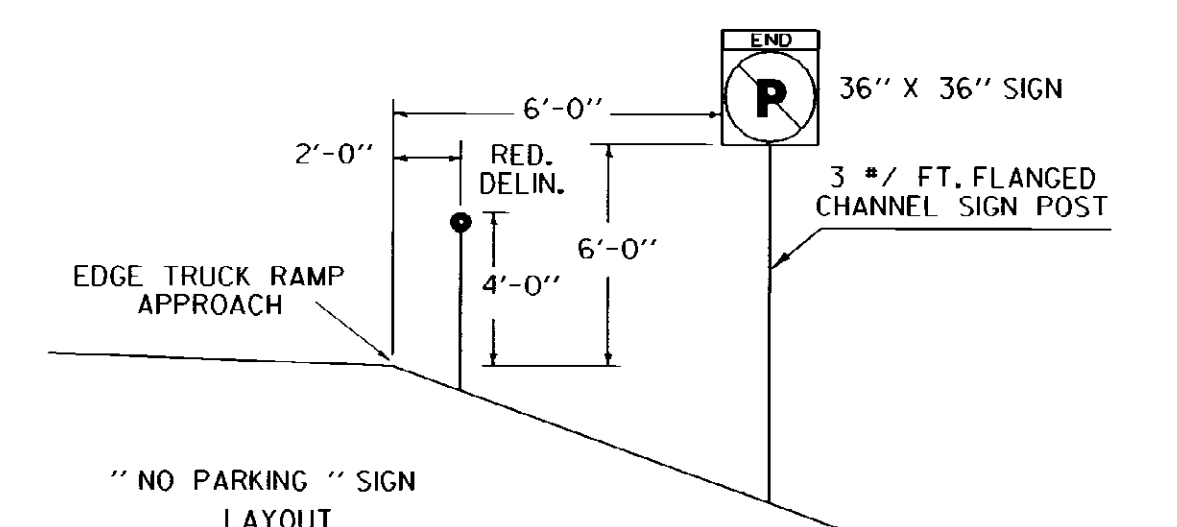 END
P
36" X 36" SIGN
6'-0"
2'-0"
RED.
DELIN.
3 #/ FT. FLANGED
CHANNEL SIGN POST
6'-0"
4'-0"
EDGE TRUCK RAMP
APPROACH
"NO PARKING" SIGN
LAYOUT